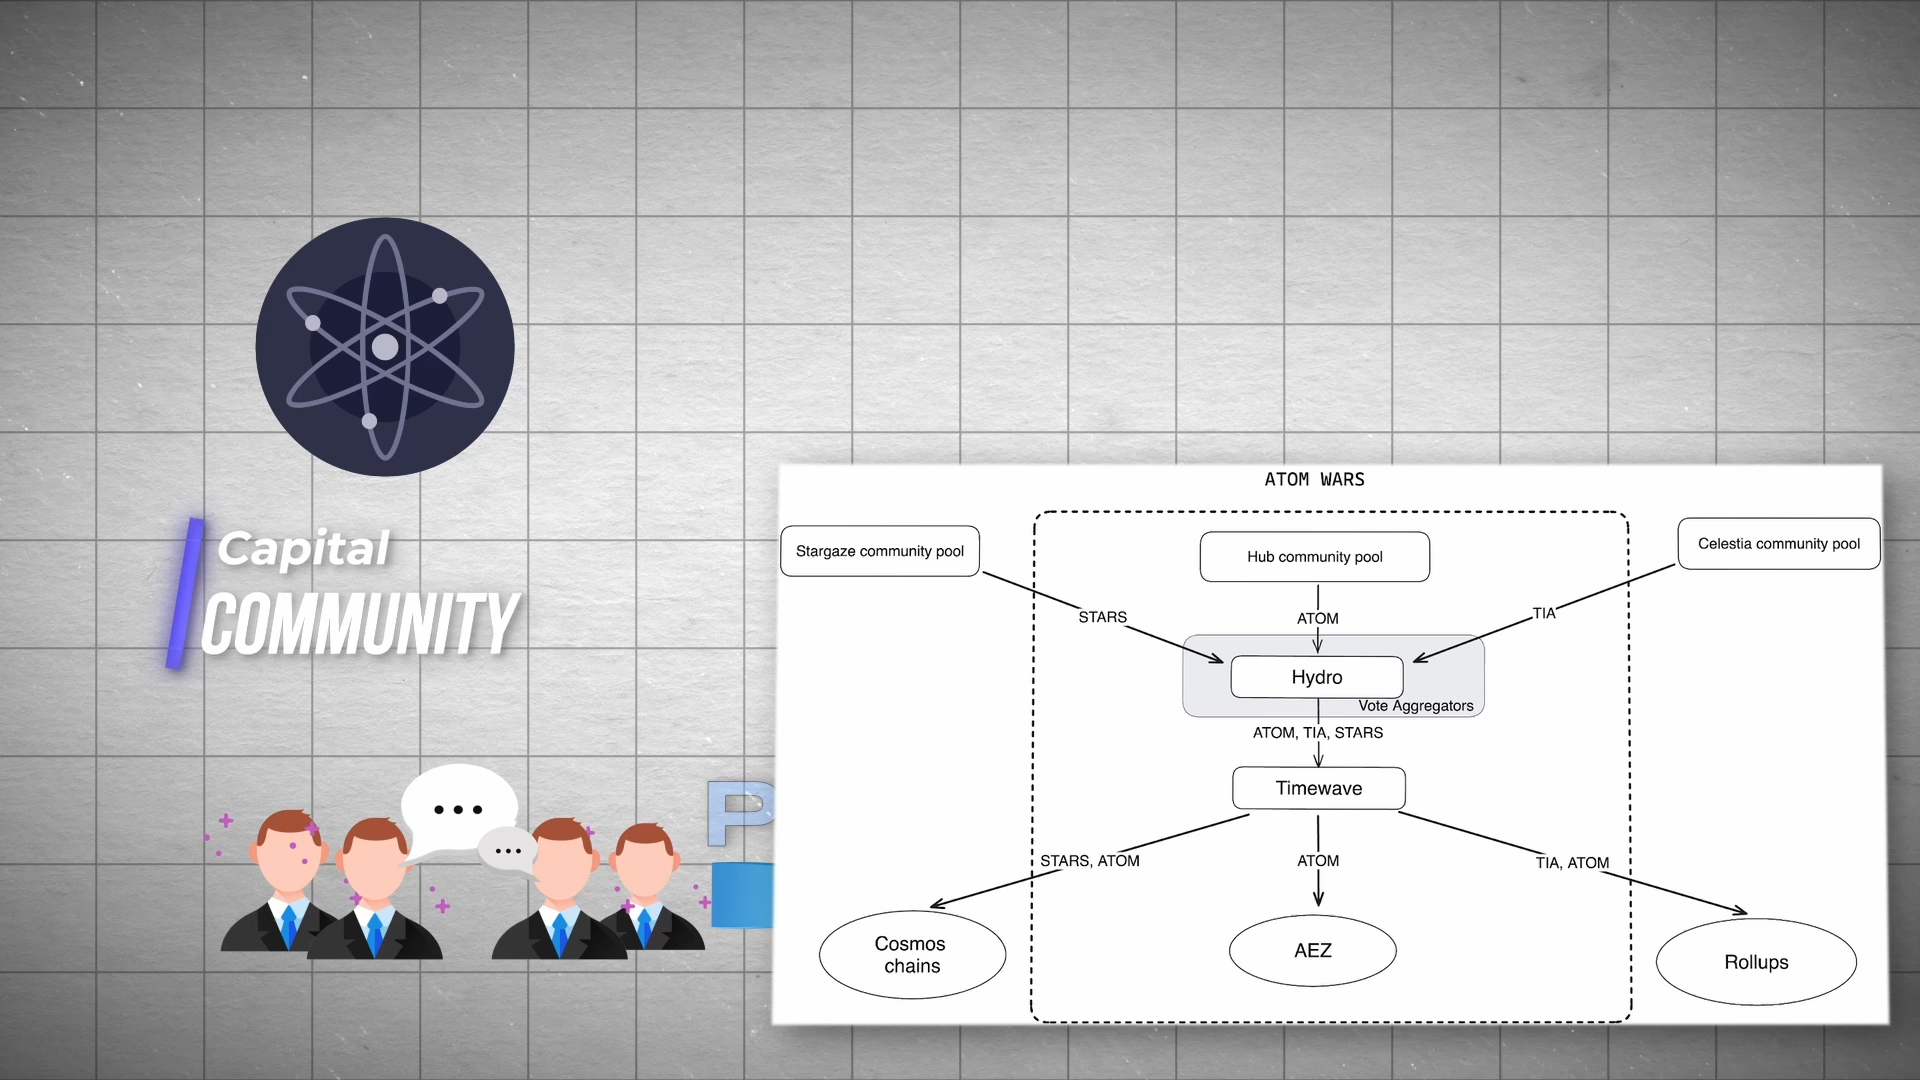 Capital
COMMUNITY
P
ATOM WARS
Stargaze community pool
Hub community pool
Celestia community pool
STARS
ATOM
TIA
Hydro
Vote Aggregators
ATOM, TIA, STARS
Timewave
STARS, ATOM
ATOM
TIA, ATOM
Cosmos
chains
AEZ
Rollups